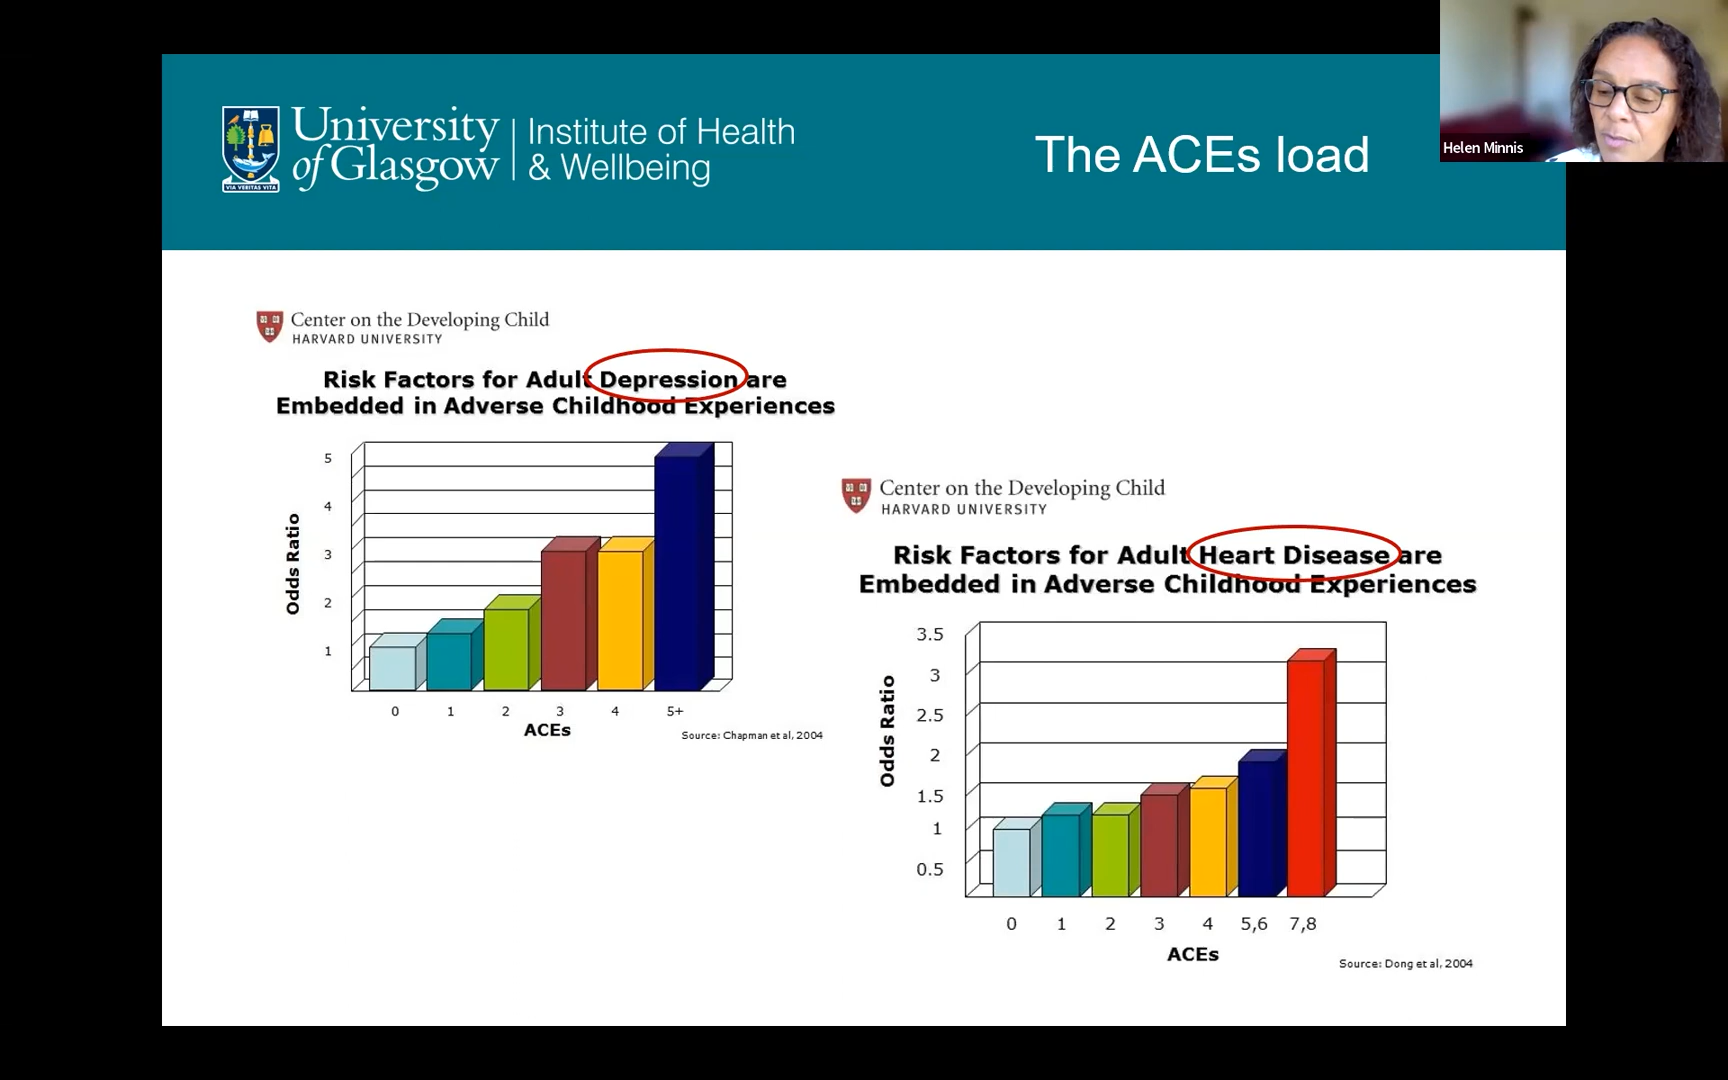 University
of Glasgow
Institute of Health
& Wellbeing
VIA VERITAS VITA
The ACEs load
Helen Minnis
Center on the Developing Child
HARVARD UNIVERSITY
Risk Factors for Adult Depression are
Embedded in Adverse Childhood Experiences
5
4
3
2
1
Odds Ratio
0 1 2 3 4 5+
ACEs
Source: Chapman et al, 2004
Center on the Developing Child
HARVARD UNIVERSITY
Risk Factors for Adult Heart Disease are
Embedded in Adverse Childhood Experiences
3.5
3
2.5
2
1.5
1
0.5
Odds Ratio
0 1 2 3 4 5,6 7,8
ACEs
Source: Dong et al, 2004